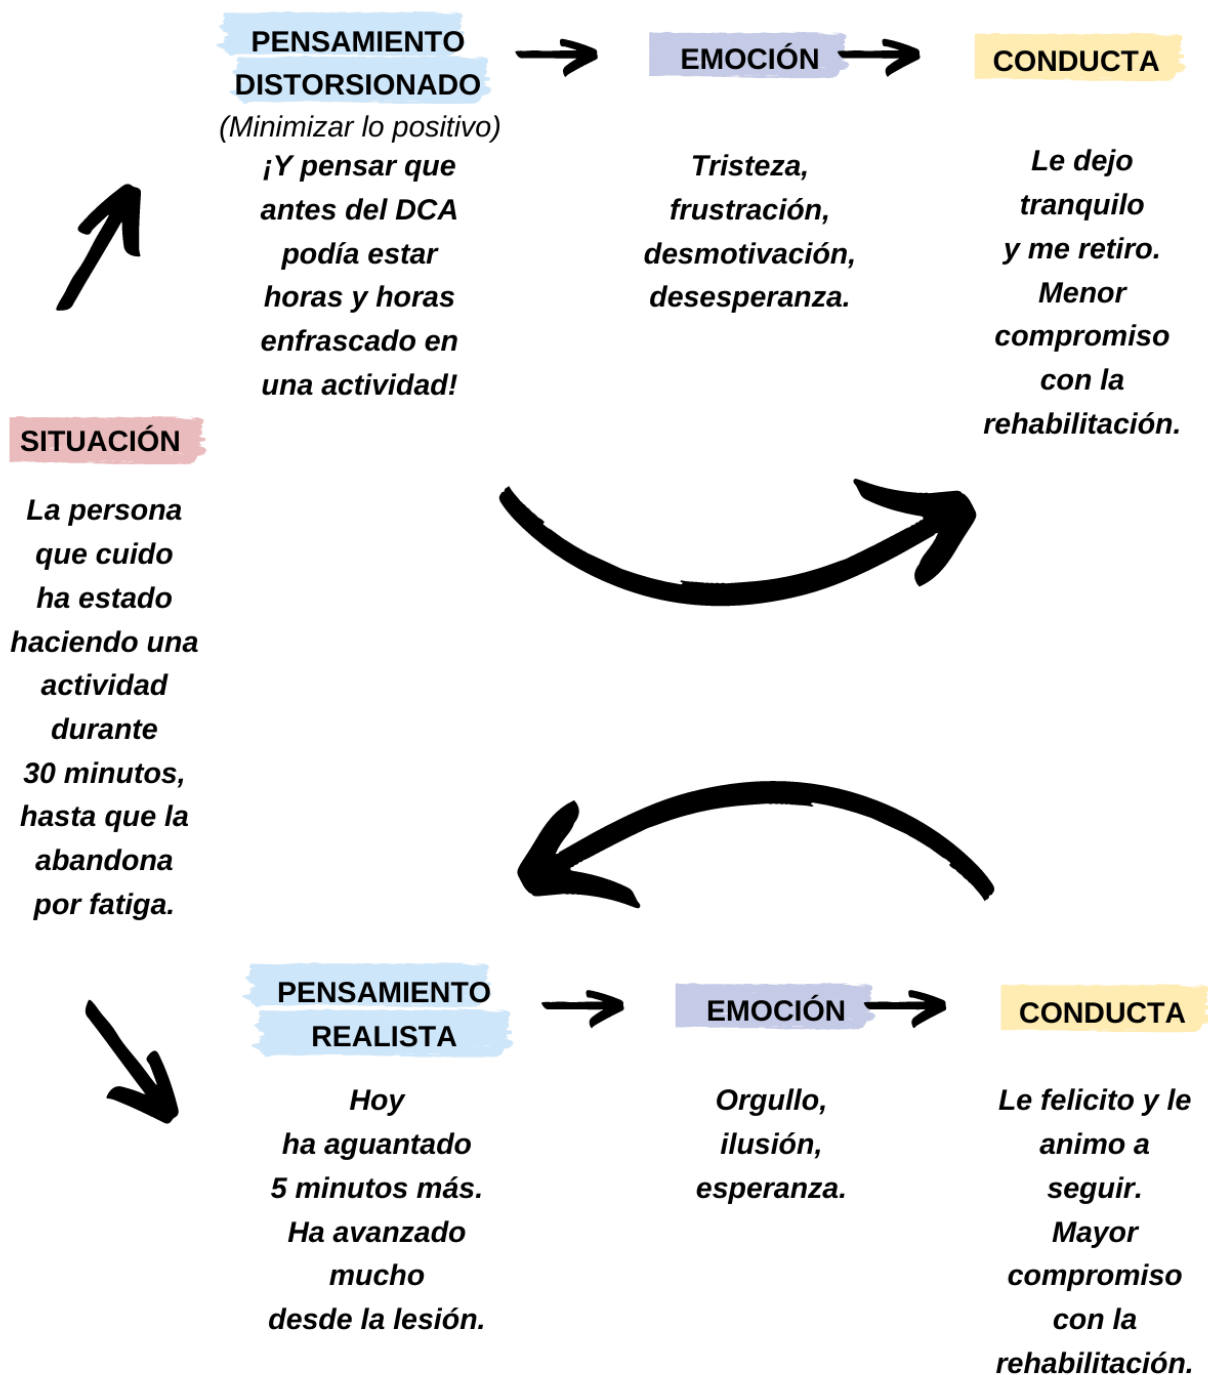 PENSAMIENTO
DISTORSIONADO
(Minimizar lo positivo)
¡Y pensar que
antes del DCA
podía estar
horas y horas
enfrascado en
una actividad!
EMOCIÓN
Tristeza,
frustración,
desmotivación,
desesperanza.
CONDUCTA
Le dejo
tranquilo
y me retiro.
Menor
compromiso
con la
rehabilitación.
SITUACIÓN
La persona
que cuido
ha estado
haciendo una
actividad
durante
30 minutos,
hasta que la
abandona
por fatiga.
PENSAMIENTO
REALISTA
Hoy
ha aguantado
5 minutos más.
Ha avanzado
mucho
desde la lesión.
EMOCIÓN
Orgullo,
ilusión,
esperanza.
CONDUCTA
Le felicito y le
animo a
seguir.
Mayor
compromiso
con la
rehabilitación.